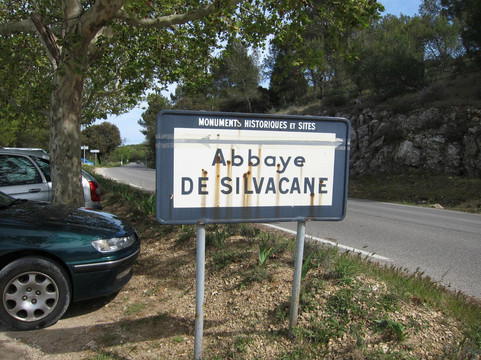 MONUMENTS HISTORIQUES ET SITES
Abbaye
DE SILVACANE